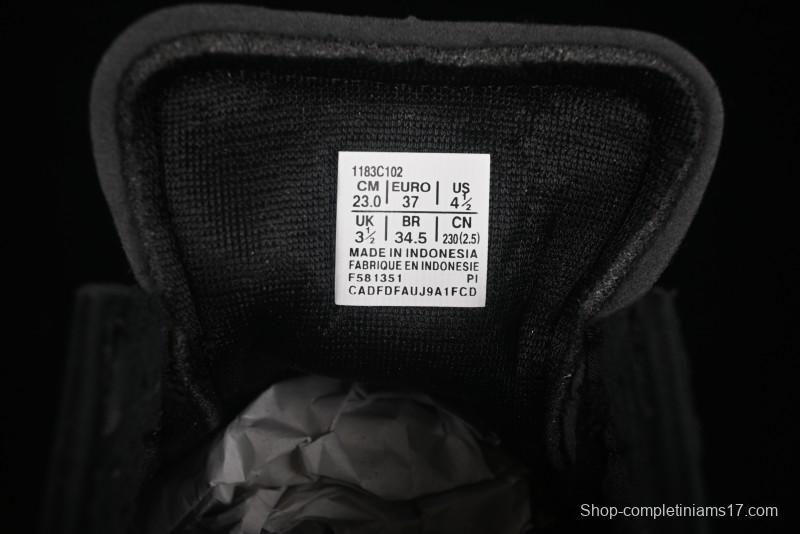 1183C102
CM | EURO | US
23.0 | 37 | 4½
UK | BR | CN
3½ | 34.5 | 230(2.5)
MADE IN INDONESIA
FABRIQUE EN INDONESIE
F581351 PI
CADFDFAUJ9A1FCD
Shop-completiniams17.com